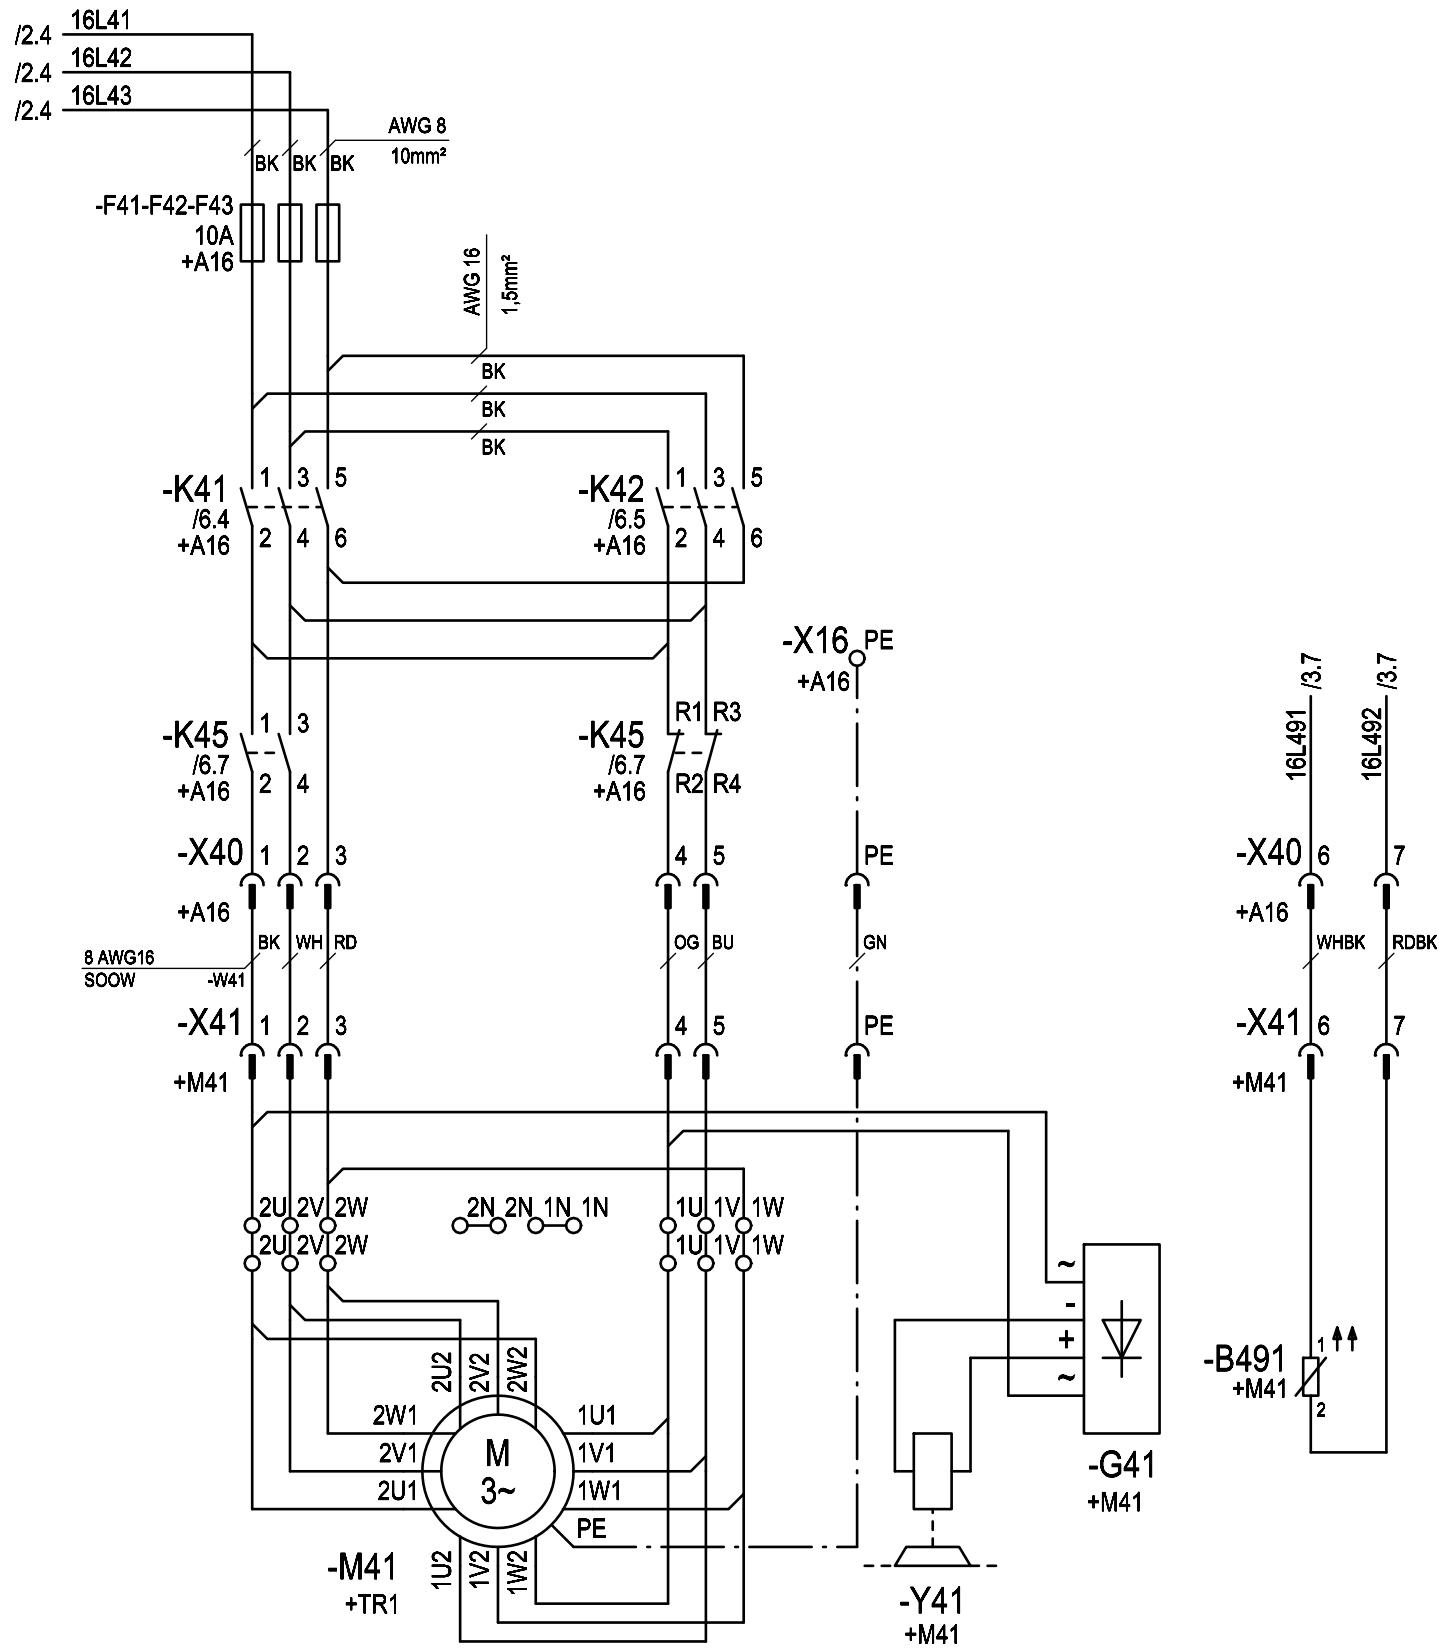 /2.4 16L41
/2.4 16L42
/2.4 16L43
AWG 8
10mm²
BK BK BK
-F41-F42-F43
10A
+A16
AWG 16
1,5mm²
BK
BK
BK
-K41 1 3 5
/6.4
+A16 2 4 6
-K42 1 3 5
/6.5
+A16 2 4 6
-X16 PE
+A16
-K45 1 3
/6.7
+A16 2 4
-K45 R1 R3
/6.7
+A16 R2 R4
/3.7 /3.7
16L491 16L492
-X40 1 2 3 4 5 PE
+A16
-X40 6 7
+A16
BK WH RD OG BU GN
WHBK RDBK
8 AWG16
SOOW -W41
-X41 1 2 3 4 5 PE
+M41
-X41 6 7
+M41
2U 2V 2W 2N 2N 1N 1N 1U 1V 1W
2U 2V 2W 1U 1V 1W
~
-
+
~
-G41
+M41
-B491 1
+M41
2
2U2 2V2 2W2
2W1 1U1
2V1 M 1V1
2U1 3~ 1W1
PE
-M41 1U2 1V2 1W2
+TR1
-Y41
+M41